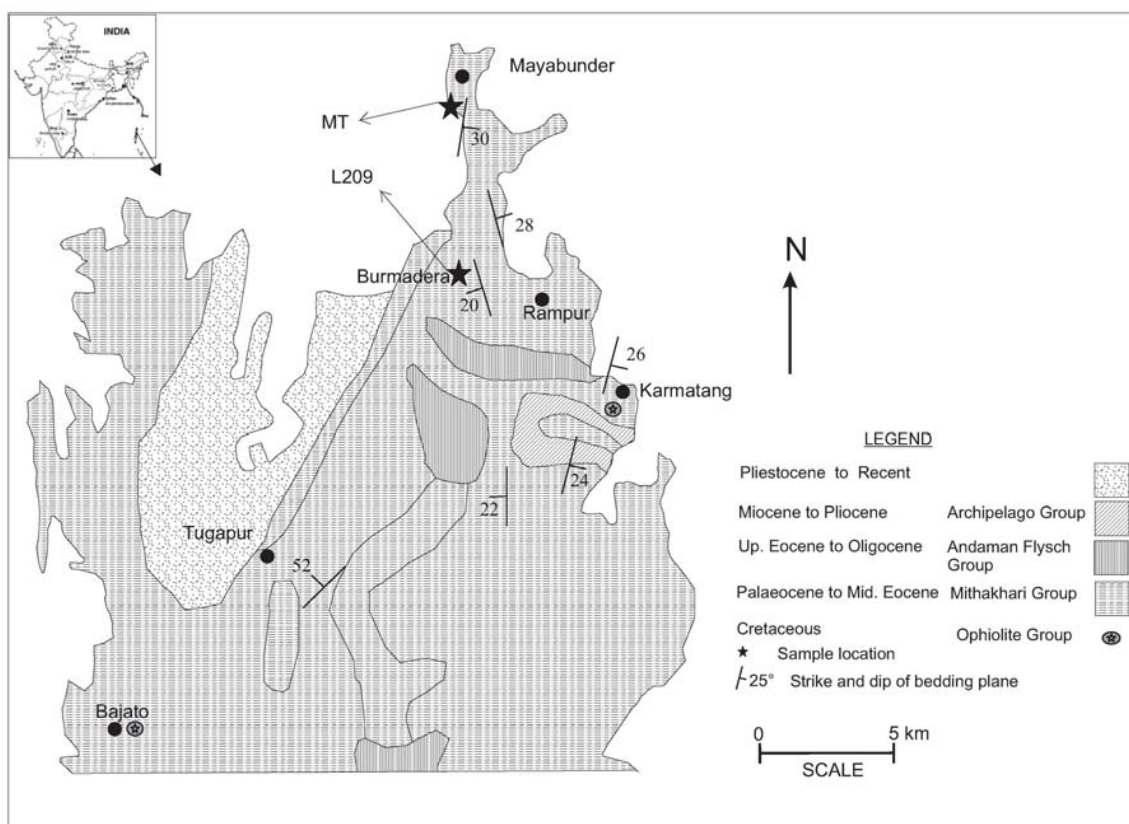 INDIA
Mayabunder
MT
30
L209
28
N
Burmadera
20
Rampur
26
Karmatang
LEGEND
24
Pliestocene to Recent
22
Miocene to Pliocene Archipelago Group
Tugapur
Up. Eocene to Oligocene Andaman Flysch
Group
52
Palaeocene to Mid. Eocene Mithakhari Group
Cretaceous Ophiolite Group
Sample location
25° Strike and dip of bedding plane
Bajato
0 5 km
SCALE